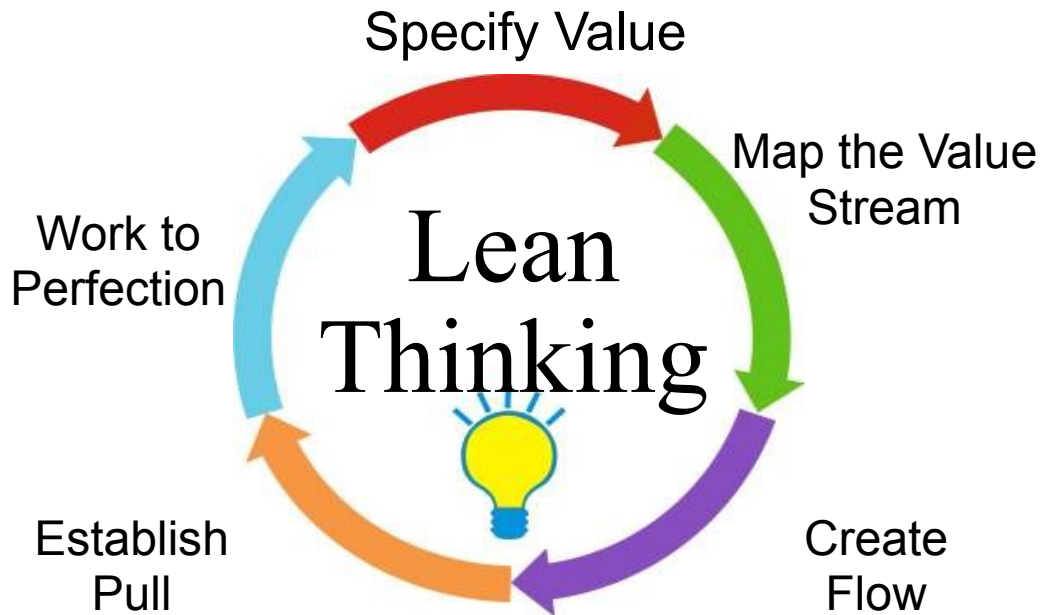 Specify Value
Map the Value
Stream
Work to
Perfection
Lean
Thinking
Establish
Pull
Create
Flow